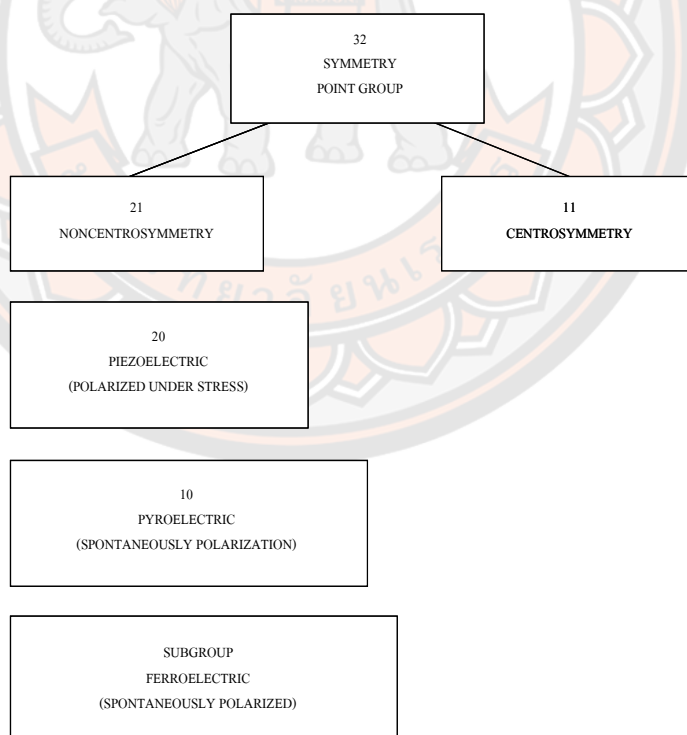 32
SYMMETRY
POINT GROUP
21
NONCENTROSYMMETRY
11
CENTROSYMMETRY
20
PIEZOELECTRIC
(POLARIZED UNDER STRESS)
10
PYROELECTRIC
(SPONTANEOUSLY POLARIZATION)
SUBGROUP
FERROELECTRIC
(SPONTANEOUSLY POLARIZED)